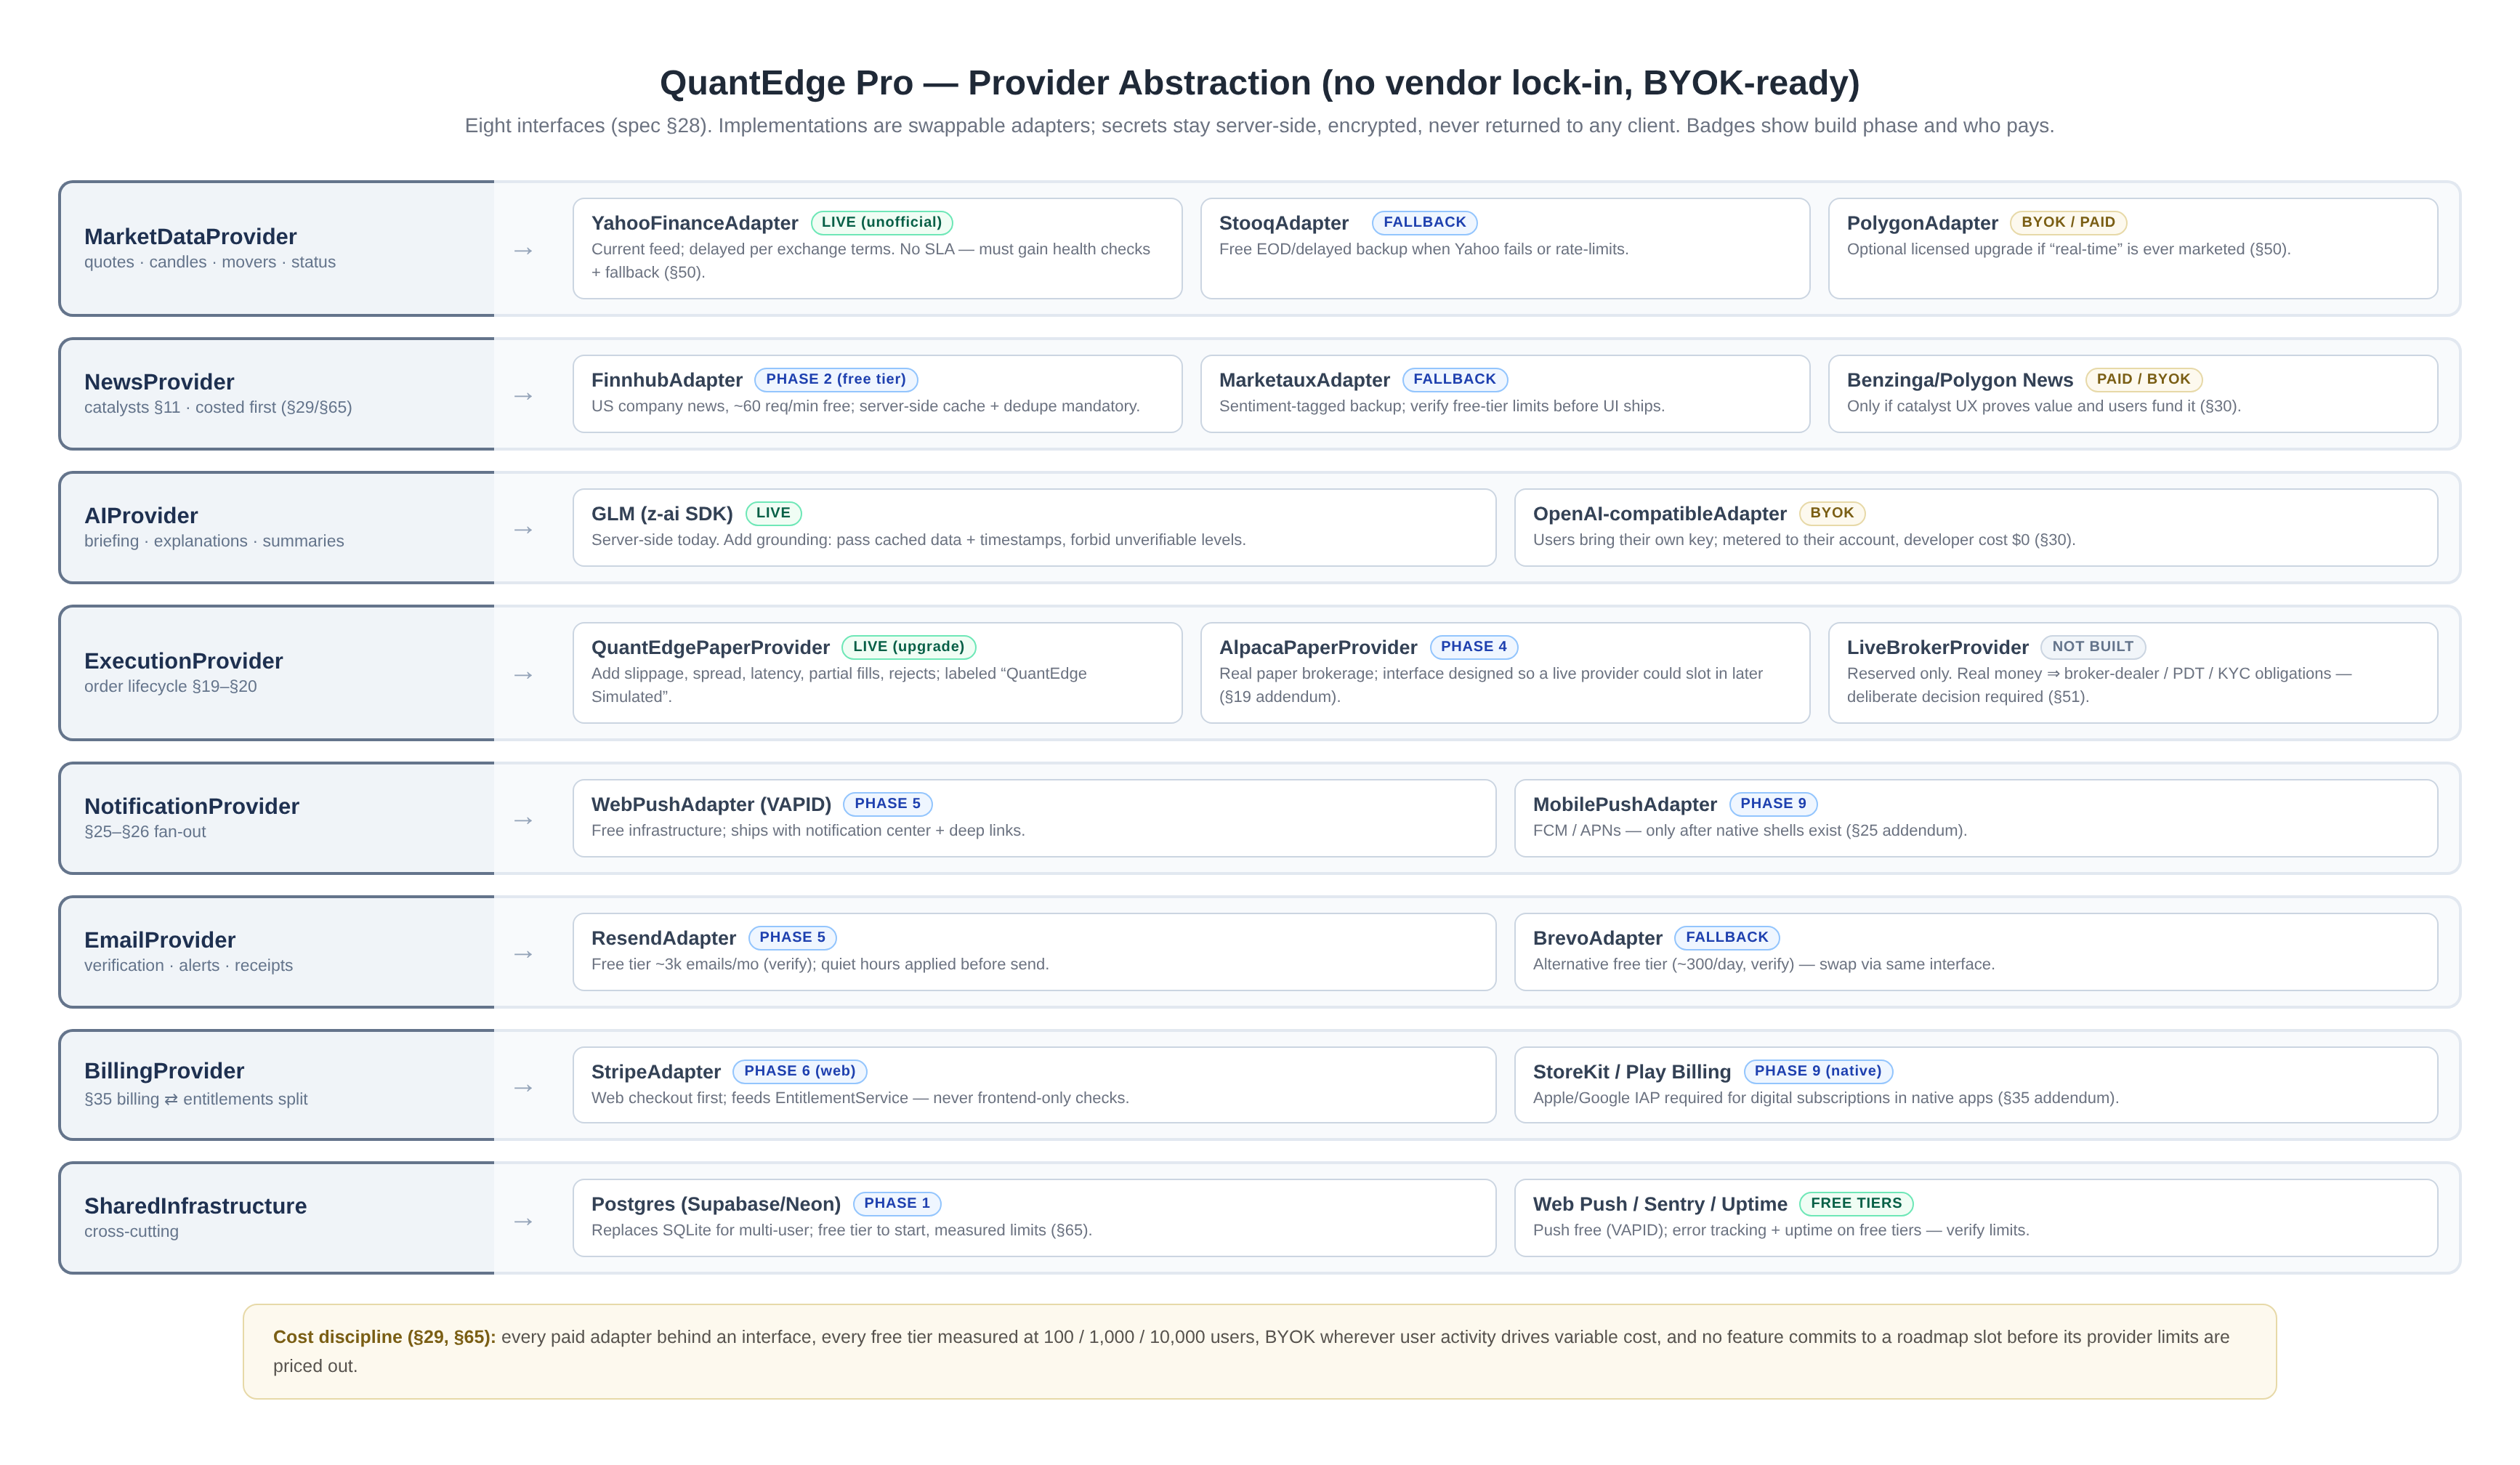 QuantEdge Pro — Provider Abstraction (no vendor lock-in, BYOK-ready)
Eight interfaces (spec §28). Implementations are swappable adapters; secrets stay server-side, encrypted, never returned to any client. Badges show build phase and who pays.
MarketDataProvider
quotes · candles · movers · status
→
YahooFinanceAdapter LIVE (unofficial)
Current feed; delayed per exchange terms. No SLA — must gain health checks
+ fallback (§50).
StooqAdapter FALLBACK
Free EOD/delayed backup when Yahoo fails or rate-limits.
PolygonAdapter BYOK / PAID
Optional licensed upgrade if “real-time” is ever marketed (§50).
NewsProvider
catalysts §11 · costed first (§29/§65)
→
FinnhubAdapter PHASE 2 (free tier)
US company news, ~60 req/min free; server-side cache + dedupe mandatory.
MarketauxAdapter FALLBACK
Sentiment-tagged backup; verify free-tier limits before UI ships.
Benzinga/Polygon News PAID / BYOK
Only if catalyst UX proves value and users fund it (§30).
AIProvider
briefing · explanations · summaries
→
GLM (z-ai SDK) LIVE
Server-side today. Add grounding: pass cached data + timestamps, forbid unverifiable levels.
OpenAI-compatibleAdapter BYOK
Users bring their own key; metered to their account, developer cost $0 (§30).
ExecutionProvider
order lifecycle §19–§20
→
QuantEdgePaperProvider LIVE (upgrade)
Add slippage, spread, latency, partial fills, rejects; labeled “QuantEdge
Simulated”.
AlpacaPaperProvider PHASE 4
Real paper brokerage; interface designed so a live provider could slot in later
(§19 addendum).
LiveBrokerProvider NOT BUILT
Reserved only. Real money ⇒ broker-dealer / PDT / KYC obligations —
deliberate decision required (§51).
NotificationProvider
§25–§26 fan-out
→
WebPushAdapter (VAPID) PHASE 5
Free infrastructure; ships with notification center + deep links.
MobilePushAdapter PHASE 9
FCM / APNs — only after native shells exist (§25 addendum).
EmailProvider
verification · alerts · receipts
→
ResendAdapter PHASE 5
Free tier ~3k emails/mo (verify); quiet hours applied before send.
BrevoAdapter FALLBACK
Alternative free tier (~300/day, verify) — swap via same interface.
BillingProvider
§35 billing ⇄ entitlements split
→
StripeAdapter PHASE 6 (web)
Web checkout first; feeds EntitlementService — never frontend-only checks.
StoreKit / Play Billing PHASE 9 (native)
Apple/Google IAP required for digital subscriptions in native apps (§35 addendum).
SharedInfrastructure
cross-cutting
→
Postgres (Supabase/Neon) PHASE 1
Replaces SQLite for multi-user; free tier to start, measured limits (§65).
Web Push / Sentry / Uptime FREE TIERS
Push free (VAPID); error tracking + uptime on free tiers — verify limits.
Cost discipline (§29, §65): every paid adapter behind an interface, every free tier measured at 100 / 1,000 / 10,000 users, BYOK wherever user activity drives variable cost, and no feature commits to a roadmap slot before its provider limits are
priced out.